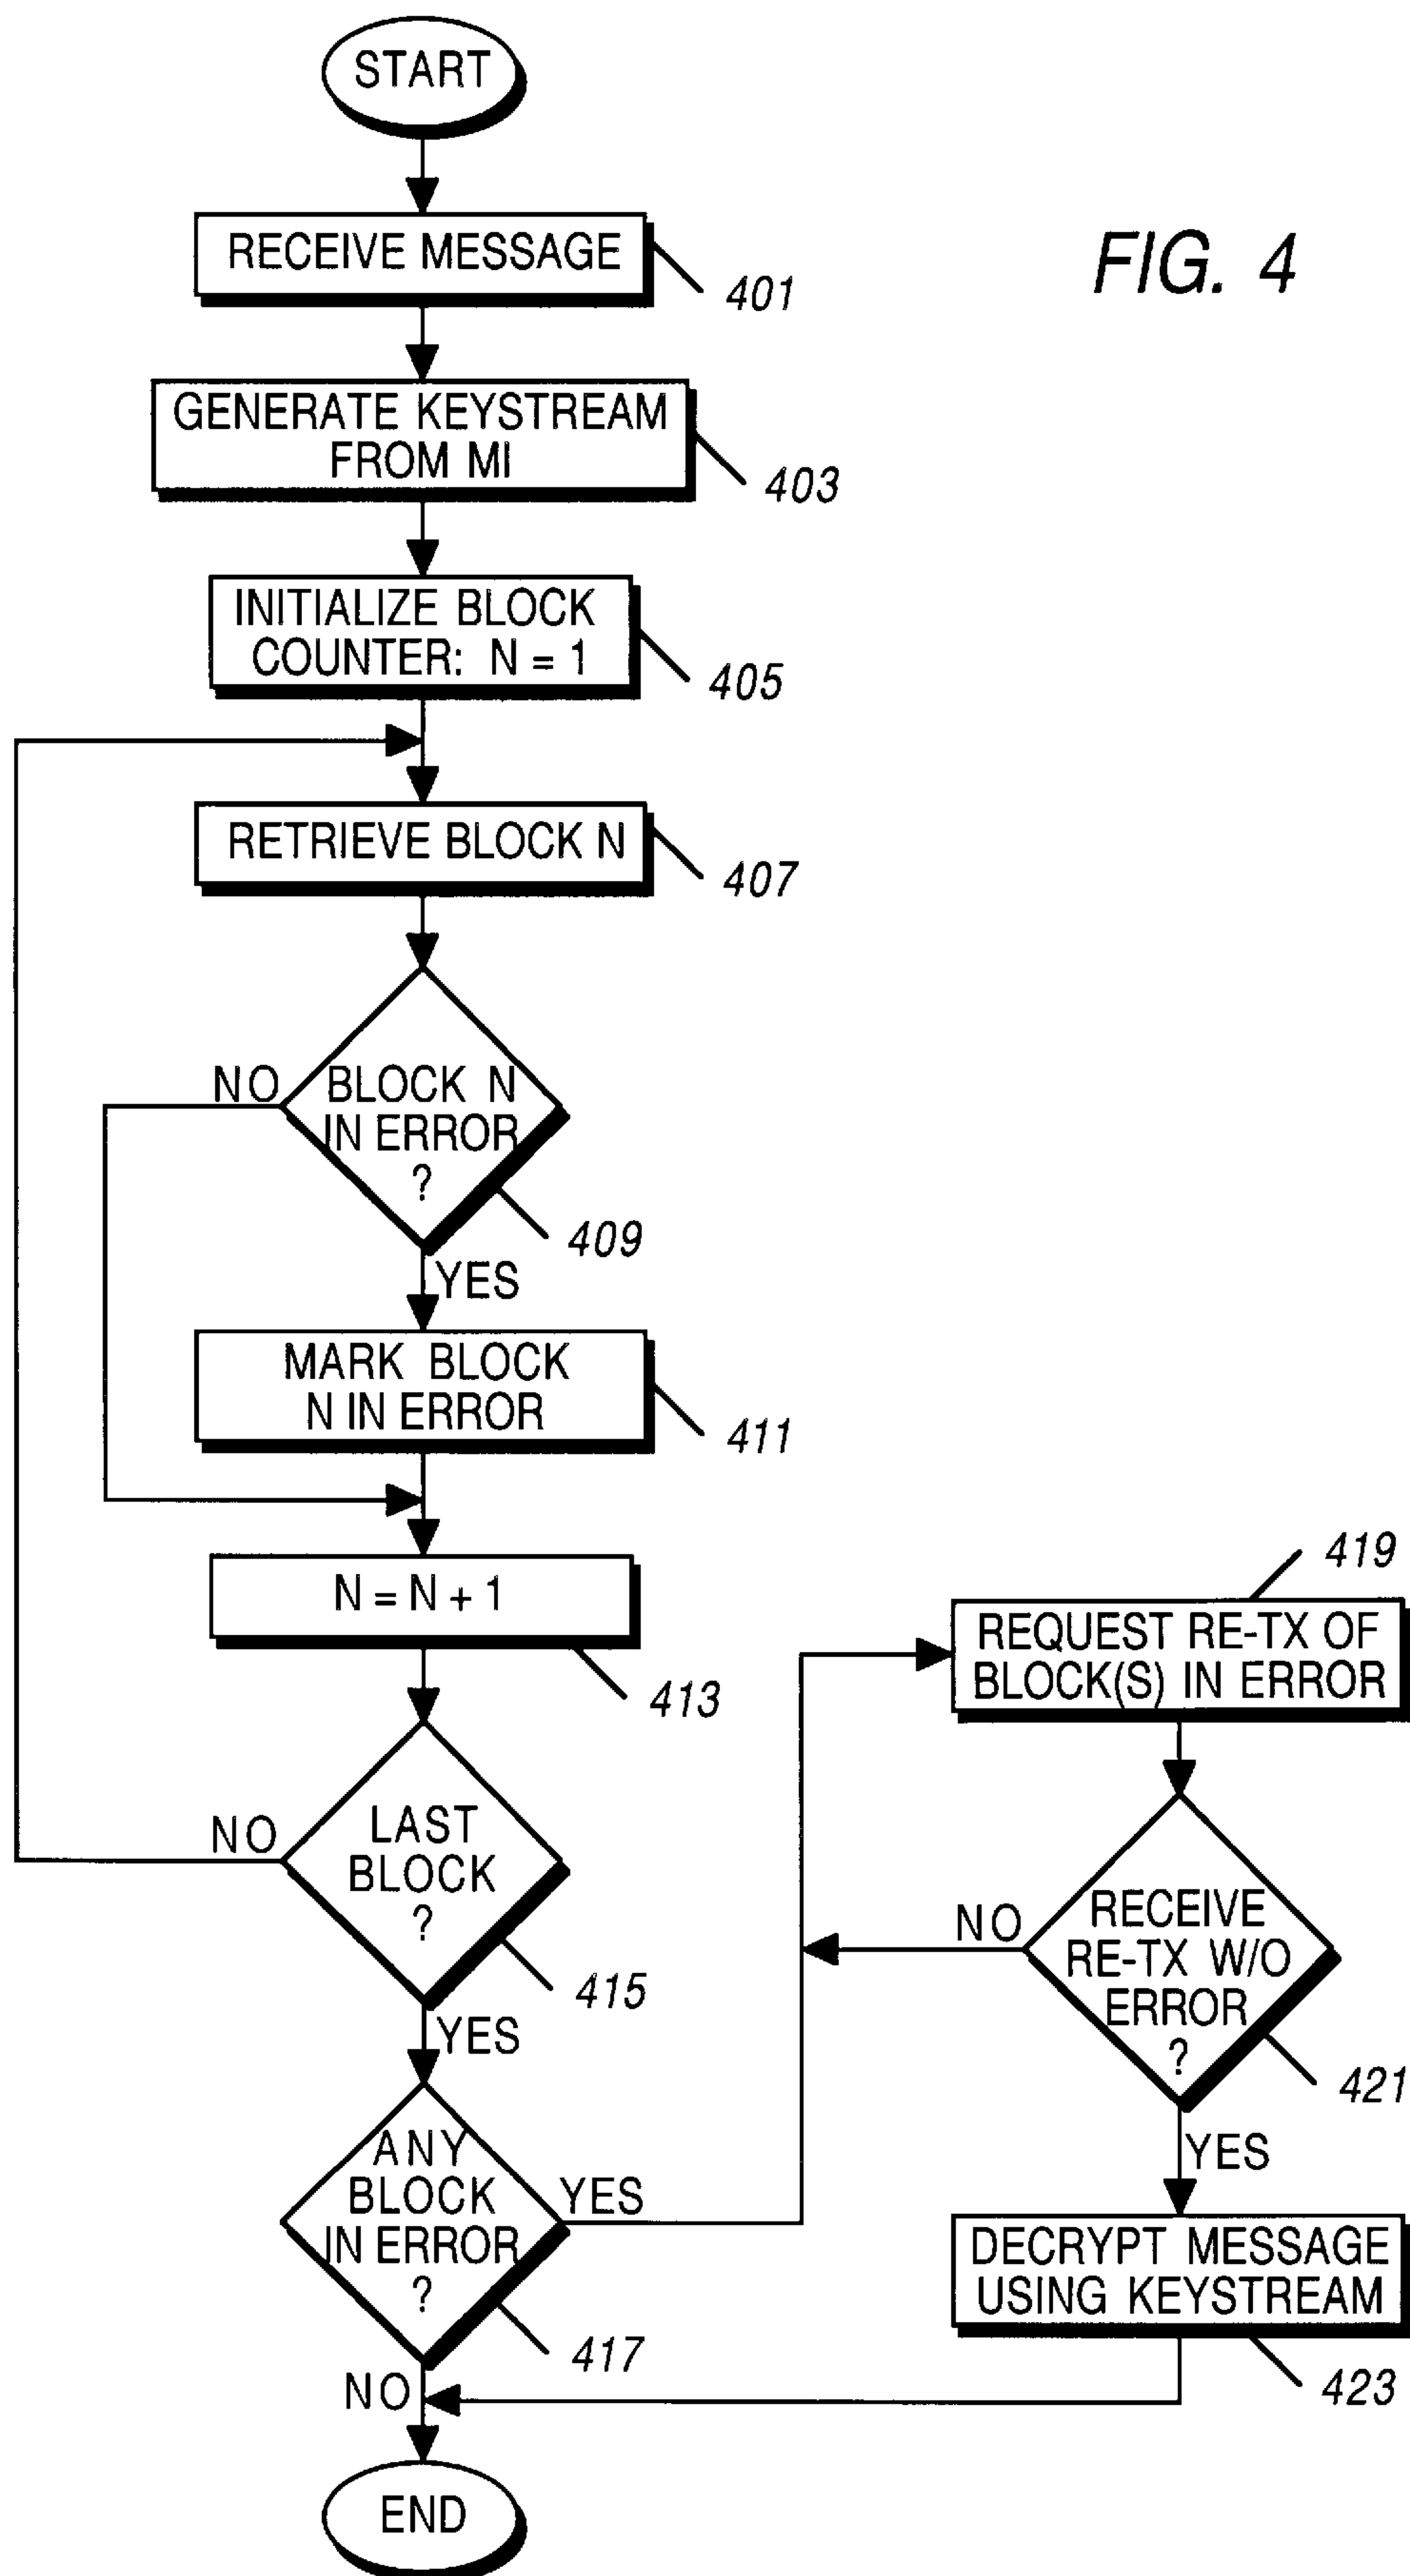 START
RECEIVE MESSAGE
401
FIG. 4
GENERATE KEYSTREAM
FROM MI
403
INITIALIZE BLOCK
COUNTER: N = 1
405
RETRIEVE BLOCK N
407
NO
BLOCK N
IN ERROR
?
409
YES
MARK BLOCK
N IN ERROR
411
N = N + 1
413
NO
LAST
BLOCK
?
415
YES
ANY
BLOCK
IN ERROR
?
417
YES
NO
END
419
REQUEST RE-TX OF
BLOCK(S) IN ERROR
NO
RECEIVE
RE-TX W/O
ERROR
?
421
YES
DECRYPT MESSAGE
USING KEYSTREAM
423